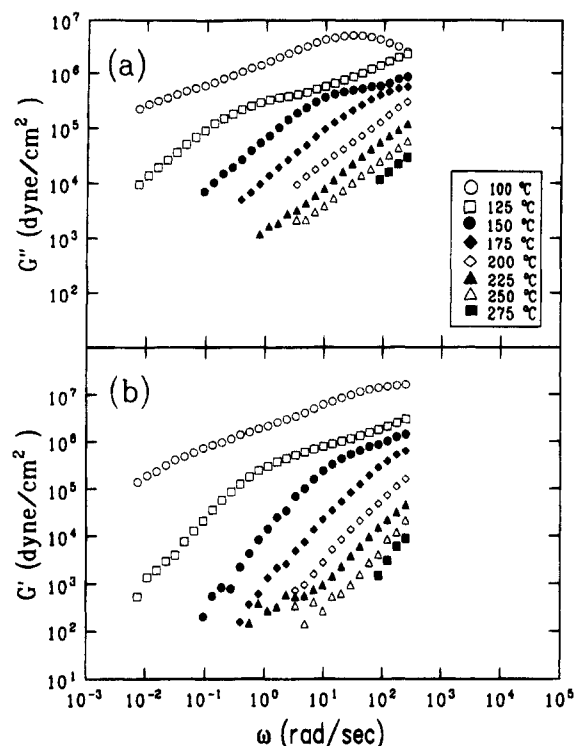 (a)
10⁷
10⁶
10⁵
10⁴
10³
10²
G″ (dyne/cm²)
100 °C
125 °C
150 °C
175 °C
200 °C
225 °C
250 °C
275 °C
(b)
10⁷
10⁶
10⁵
10⁴
10³
10²
10¹
G′ (dyne/cm²)
10⁻³ 10⁻² 10⁻¹ 10⁰ 10¹ 10² 10³ 10⁴ 10⁵
ω (rad/sec)